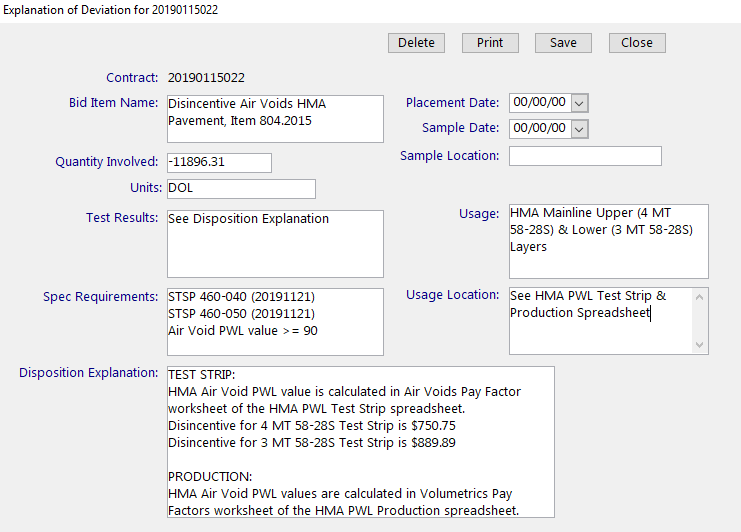 Explanation of Deviation for 20190115022
Delete Print Save Close
Contract: 20190115022
Bid Item Name: Disincentive Air Voids HMA
Pavement, Item 804.2015
Placement Date: 00/00/00
Sample Date: 00/00/00
Quantity Involved: -11896.31
Sample Location:
Units: DOL
Test Results: See Disposition Explanation
Usage: HMA Mainline Upper (4 MT
58-28S) & Lower (3 MT 58-28S)
Layers
Spec Requirements: STSP 460-040 (20191121)
STSP 460-050 (20191121)
Air Void PWL value >= 90
Usage Location: See HMA PWL Test Strip &
Production Spreadsheet
Disposition Explanation: TEST STRIP:
HMA Air Void PWL value is calculated in Air Voids Pay Factor
worksheet of the HMA PWL Test Strip spreadsheet.
Disincentive for 4 MT 58-28S Test Strip is $750.75
Disincentive for 3 MT 58-28S Test Strip is $889.89
PRODUCTION:
HMA Air Void PWL values are calculated in Volumetrics Pay
Factors worksheet of the HMA PWL Production spreadsheet.